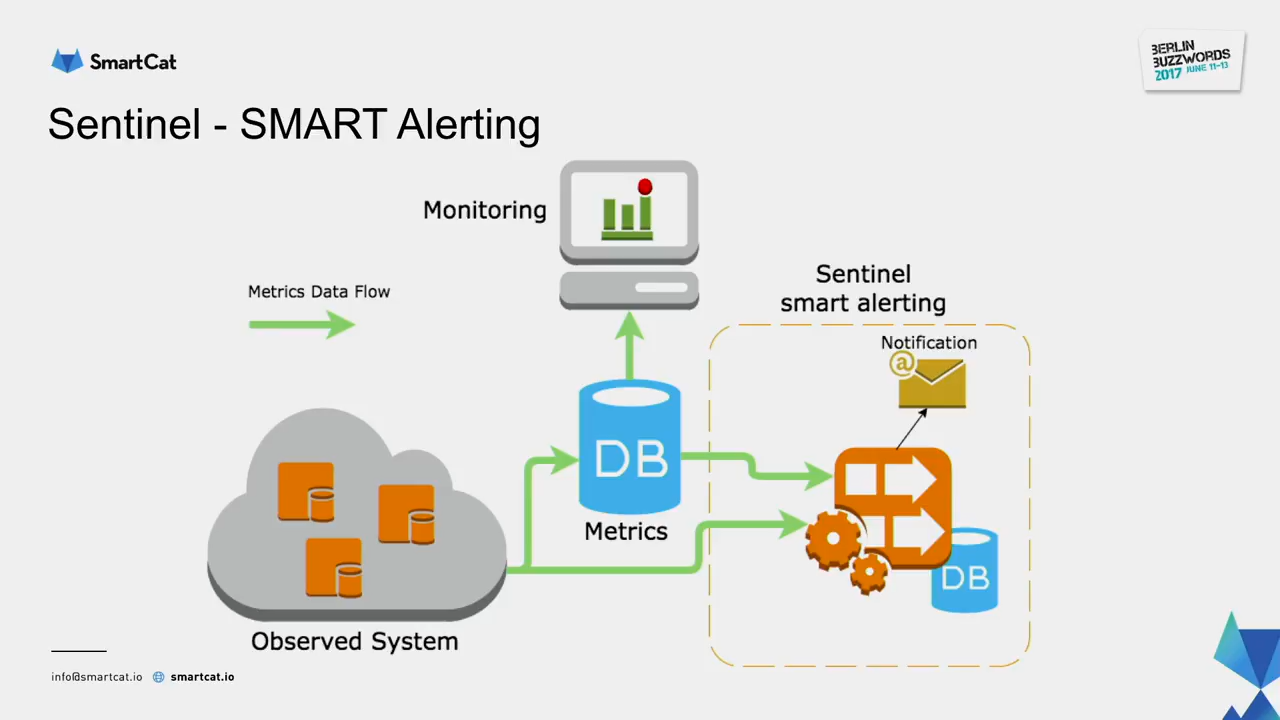 SmartCat
BERLIN
BUZZWORDS
2017 JUNE 11-13
Sentinel - SMART Alerting
Monitoring
Metrics Data Flow
Sentinel
smart alerting
Notification
@
DB
Metrics
DB
Observed System
info@smartcat.io smartcat.io